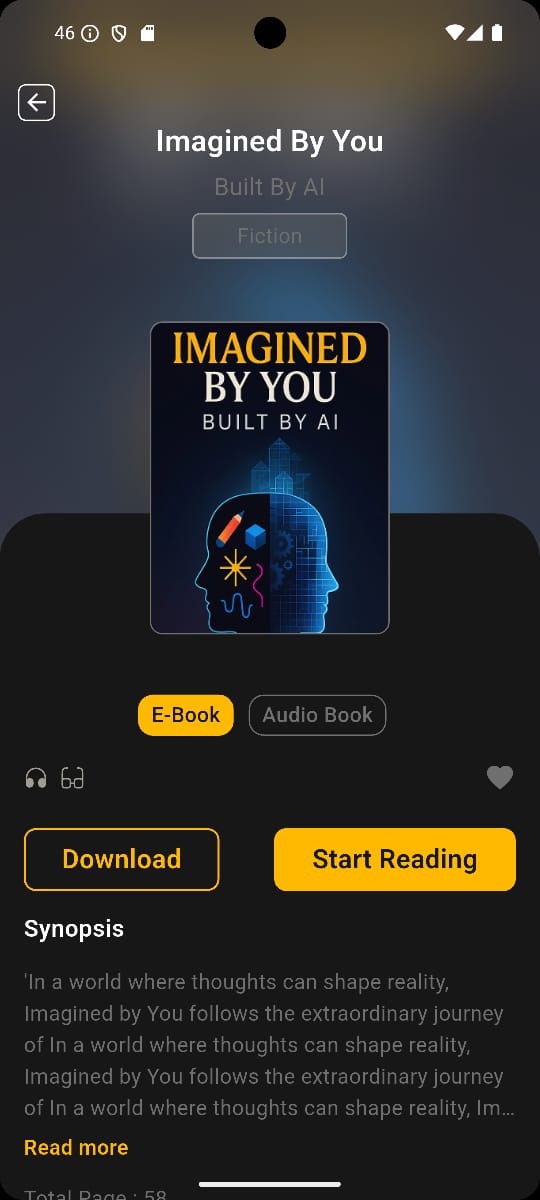 46
Imagined By You
Built By AI
Fiction
IMAGINED
BY YOU
BUILT BY AI
E-Book
Audio Book
Download
Start Reading
Synopsis
'In a world where thoughts can shape reality,
Imagined by You follows the extraordinary journey
of In a world where thoughts can shape reality,
Imagined by You follows the extraordinary journey
of In a world where thoughts can shape reality, Im...
Read more
Total Page : 58